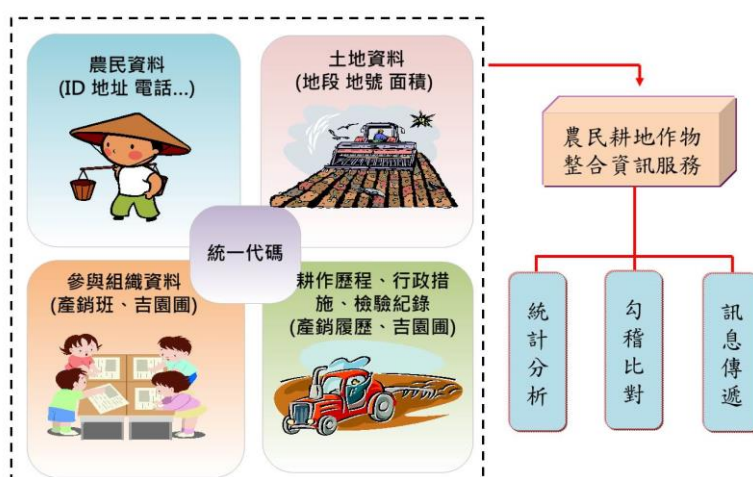 農民資料
(ID 地址 電話...)
土地資料
(地段 地號 面積)
統一代碼
參與組織資料
(產銷班、吉園圃)
耕作歷程、行政措
施、檢驗紀錄
(產銷履歷、吉園圃)
農民耕地作物
整合資訊服務
統計分析
勾稽比對
訊息傳遞